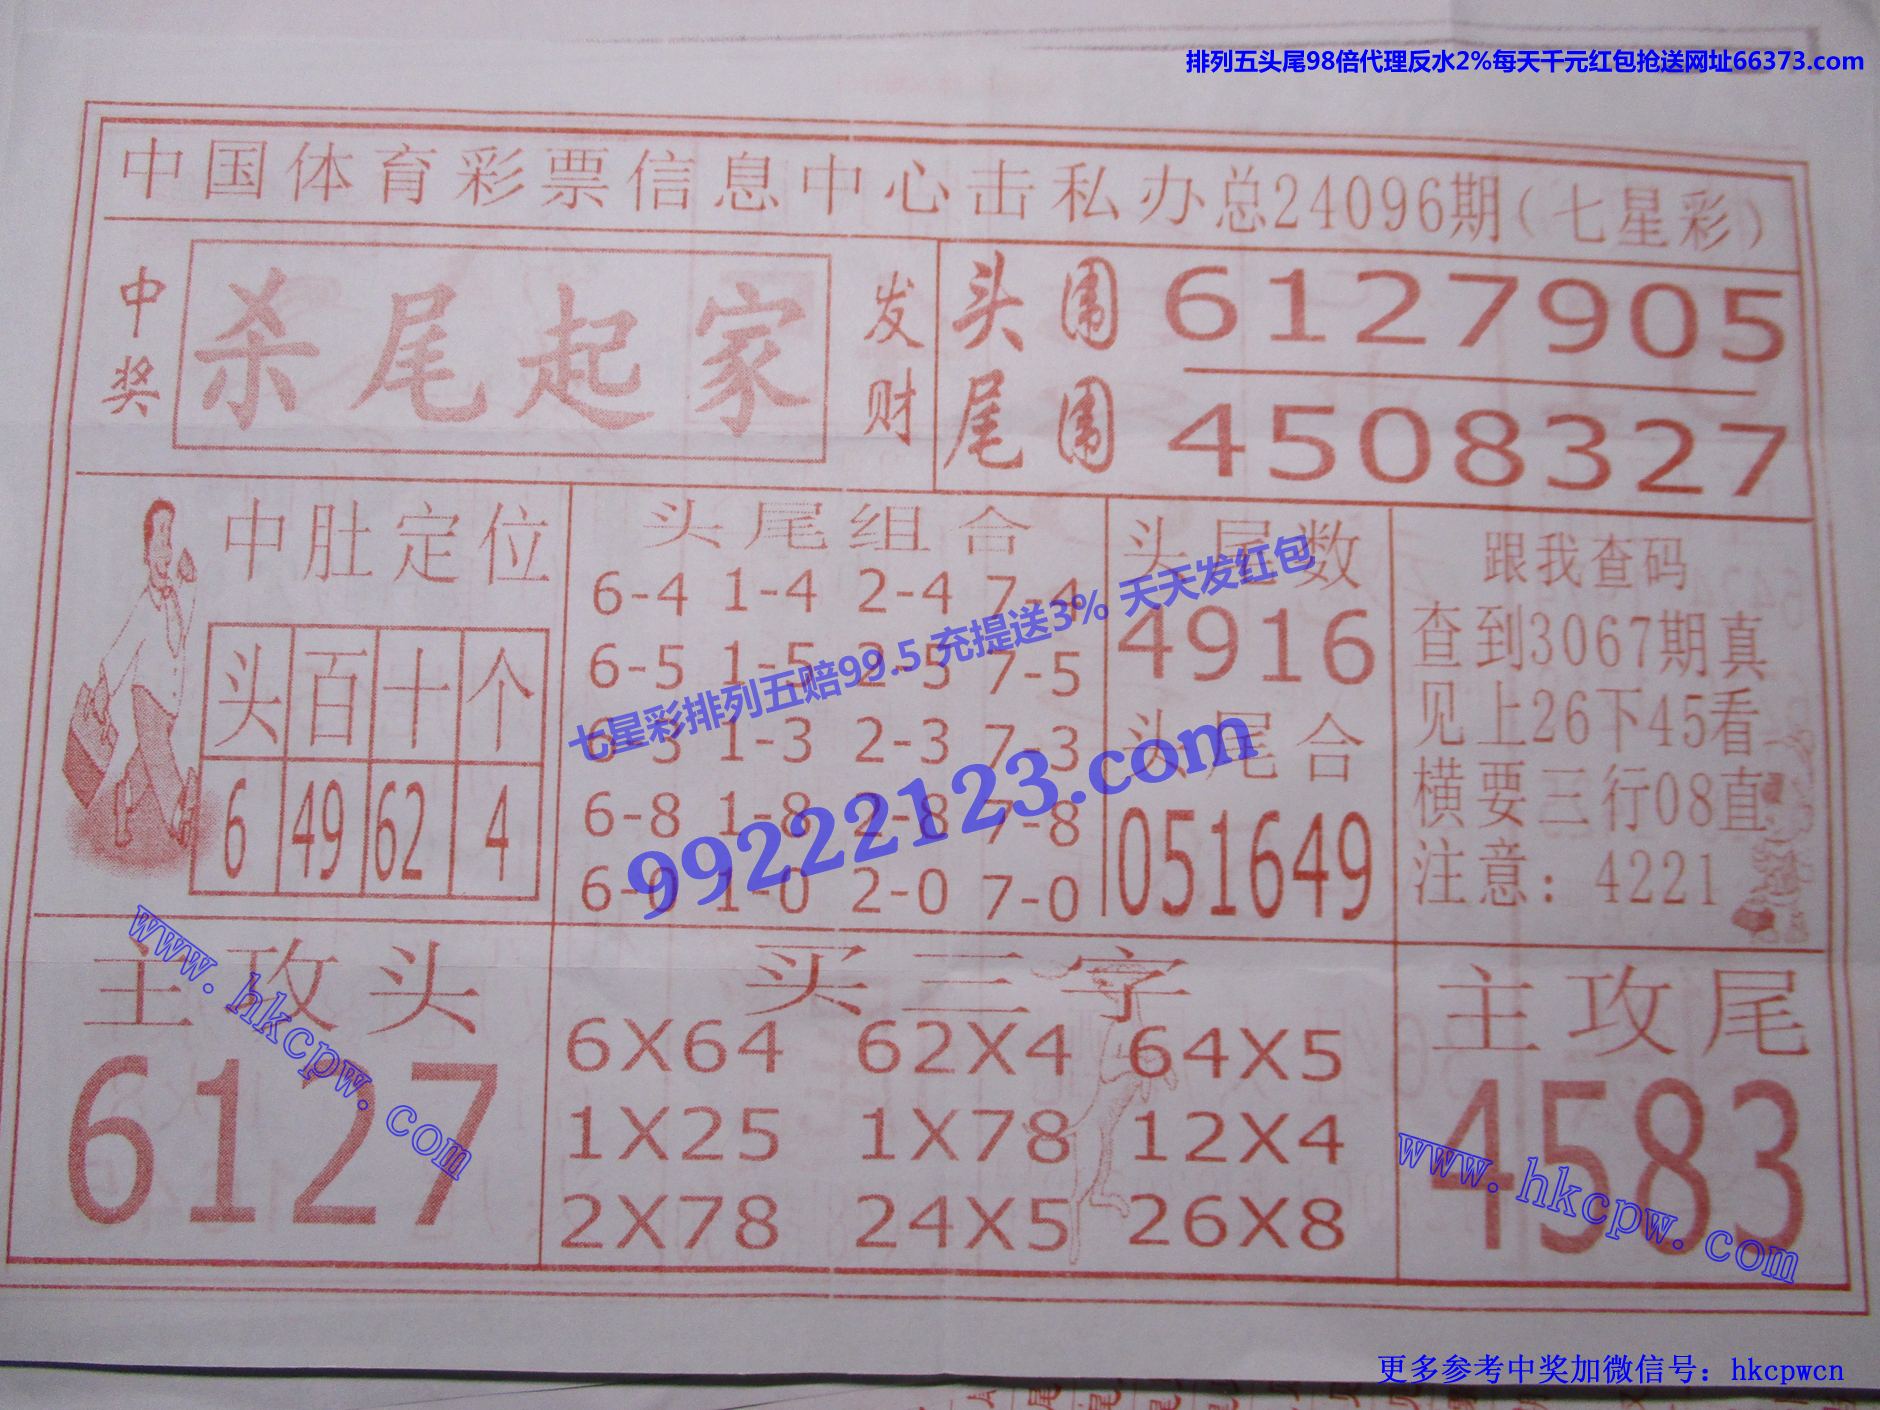 排列五头尾98倍代理反水2%每天千元红包抢送网址66373.com
中国体育彩票信息中心击私办总24096期(七星彩)
中奖
杀尾起家
发财
头围 6127905
尾围 4508327
中肚定位
头 百 十 个
6 49 62 4
头尾组合
6-4 1-4 2-4 7-4
6-5 1-5 2-5 7-5
6-3 1-3 2-3 7-3
6-8 1-8 2-8 7-8
6-0 1-0 2-0 7-0
头尾数
4916
头尾合
051649
跟我查码
查到3067期真
见上26下45看
横要三行08直
注意：4221
七星彩排列五赔99.5 充提送3% 天天发红包
99222123.com
主攻头
6127
www.hkcpw.com
买三字
6X64 62X4 64X5
1X25 1X78 12X4
2X78 24X5 26X8
主攻尾
4583
www.hkcpw.com
更多参考中奖加微信号：hkcpwcn